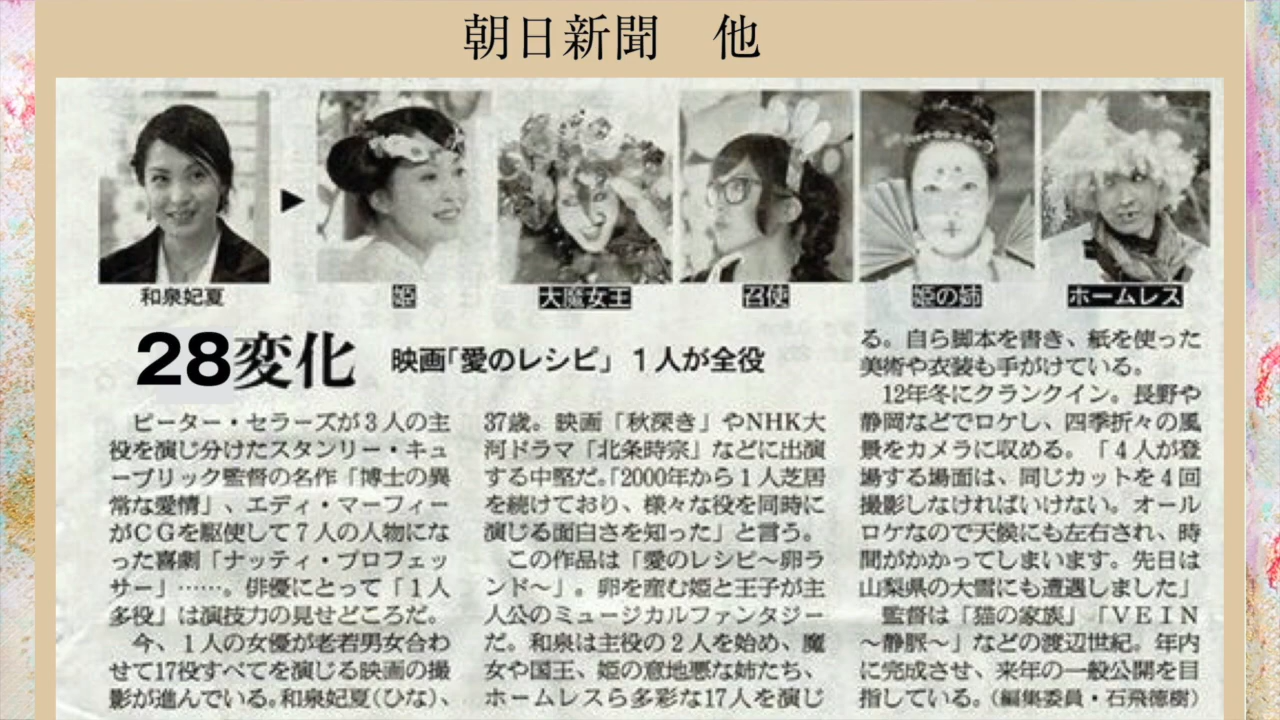 朝日新聞　他
和泉妃夏
姫
大魔女王
召使
姫の姉
ホームレス
28変化
映画「愛のレシピ」１人が全役
ピーター・セラーズが３人の主
役を演じ分けたスタンリー・キュ
ーブリック監督の名作「博士の異
常な愛情」、エディ・マーフィー
がＣＧを駆使して７人の人物にな
った喜劇「ナッティ・プロフェッ
サー」……。俳優にとって「１人
多役」は演技力の見せどころだ。
今、１人の女優が老若男女合わ
せて17役すべてを演じる映画の撮
影が進んでいる。和泉妃夏（ひな）、
37歳。映画「秋深き」やNHK大
河ドラマ「北条時宗」などに出演
する中堅だ。「2000年から１人芝居
を続けており、様々な役を同時に
演じる面白さを知った」と言う。
この作品は「愛のレシピ～卵ラ
ンド～」。卵を産む姫と王子が主
人公のミュージカルファンタジー
だ。和泉は主役の２人を始め、魔
女や国王、姫の意地悪な姉たち、
ホームレスら多彩な17人を演じ
る。自ら脚本を書き、紙を使った
美術や衣装も手がけている。
12年冬にクランクイン。長野や
静岡などでロケし、四季折々の風
景をカメラに収める。「４人が登
場する場面は、同じカットを４回
撮影しなければいけない。オール
ロケなので天候にも左右され、時
間がかかってしまいます。先日は
山梨県の大雪にも遭遇しました」
監督は「猫の家族」「ＶＥＩＮ
～静脈～」などの渡辺世紀。年内
に完成させ、来年の一般公開を目
指している。（編集委員・石飛徳樹）